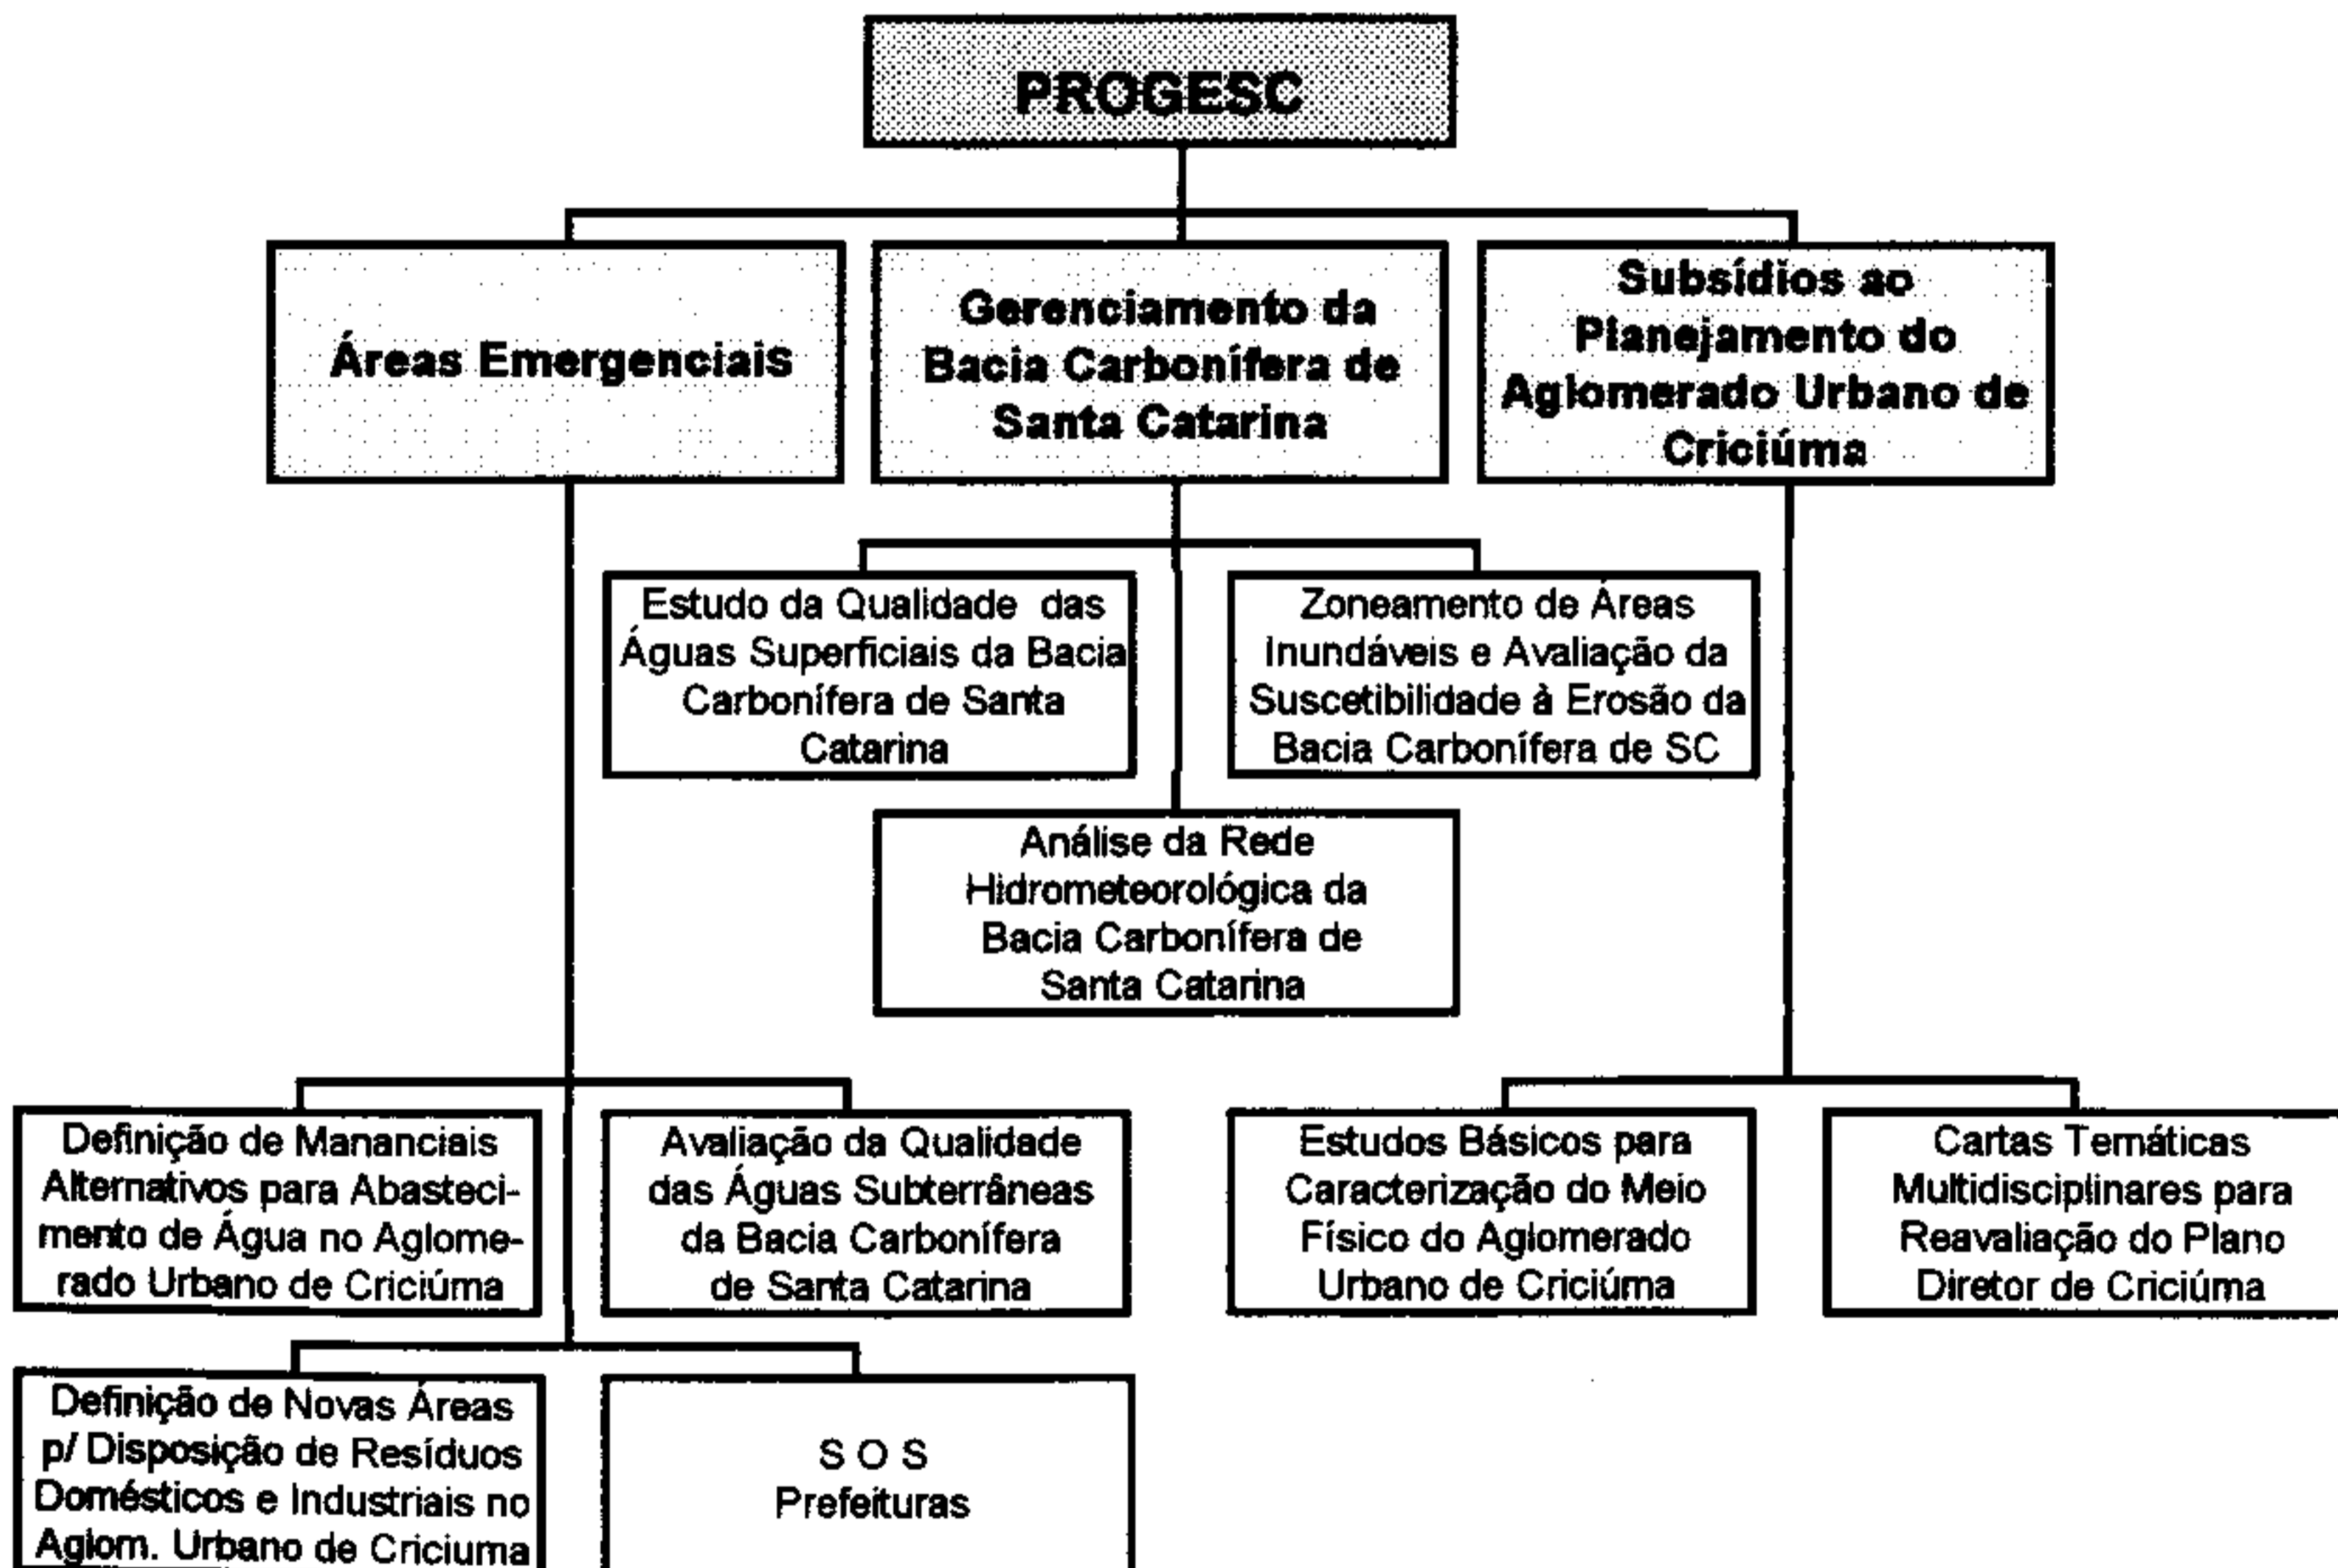 PROGESC
Áreas Emergenciais
Gerenciamento da
Bacia Carbonífera de
Santa Catarina
Subsídios ao
Planejamento do
Aglomerado Urbano de
Criciúma
Estudo da Qualidade das
Águas Superficiais da Bacia
Carbonífera de Santa
Catarina
Zoneamento de Áreas
Inundáveis e Avaliação da
Suscetibilidade à Erosão da
Bacia Carbonífera de SC
Análise da Rede
Hidrometeorológica da
Bacia Carbonífera de
Santa Catarina
Definição de Mananciais
Alternativos para Abasteci-
mento de Água no Aglome-
rado Urbano de Criciúma
Avaliação da Qualidade
das Águas Subterrâneas
da Bacia Carbonífera
de Santa Catarina
Estudos Básicos para
Caracterização do Meio
Físico do Aglomerado
Urbano de Criciúma
Cartas Temáticas
Multidisciplinares para
Reavaliação do Plano
Diretor de Criciúma
Definição de Novas Áreas
p/ Disposição de Resíduos
Domésticos e Industriais no
Aglom. Urbano de Criciuma
S O S
Prefeituras